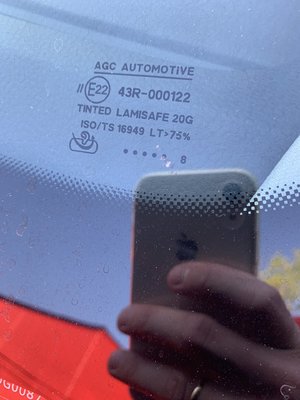 AGC AUTOMOTIVE
// E22 43R-000122
TINTED LAMISAFE 20G
ISO/TS 16949 LT>75%
•••••• 8